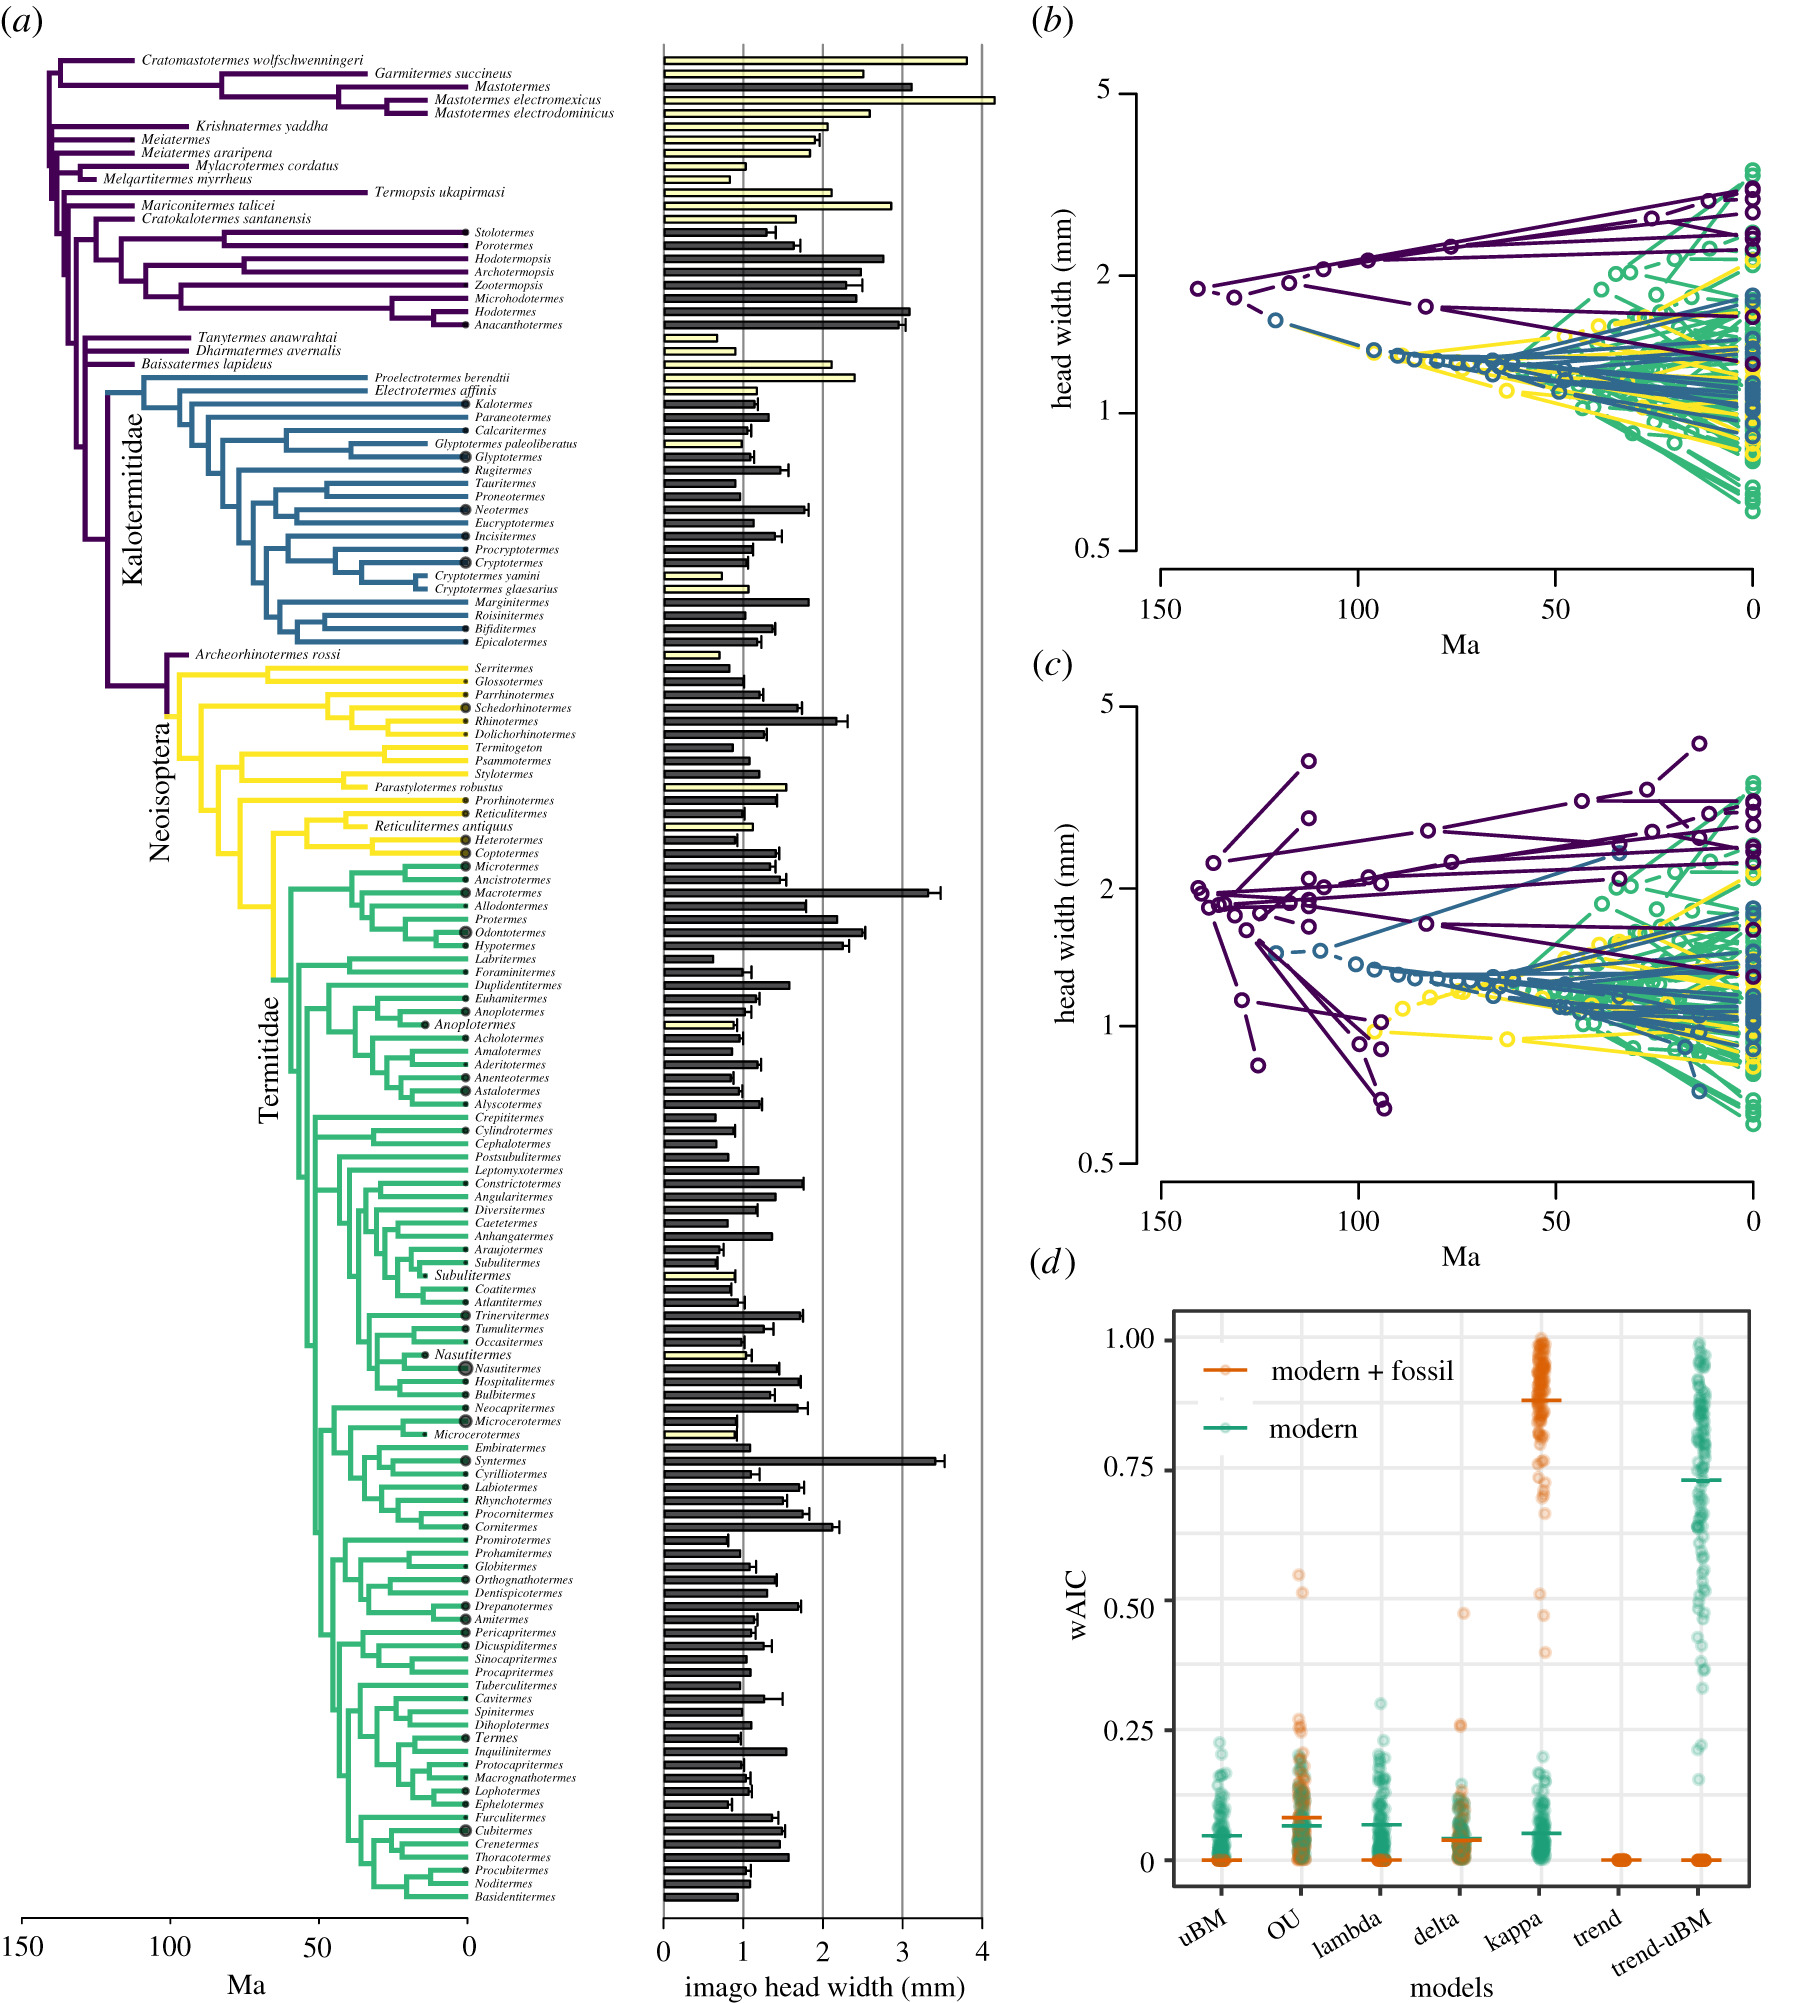 (a)
Cratomastotermes wolfschwenningeri
Garmitermes succineus
Mastotermes
Mastotermes electromexicus
Mastotermes electrodominicus
Krishnatermes yaddha
Meiatermes
Meiatermes araripena
Mylacrotermes cordatus
Melqartitermes myrrheus
Termopsis ukapirmasi
Mariconitermes talicei
Cratokalotermes santanensis
Stolotermes
Porotermes
Hodotermopsis
Archotermopsis
Zootermopsis
Microhodotermes
Hodotermes
Anacanthotermes
Tanytermes anawrahtai
Dharmatermes avernalis
Baissatermes lapideus
Proelectrotermes berendtii
Electrotermes affinis
Kalotermes
Paraneotermes
Calcaritermes
Glyptotermes paleoliberatus
Glyptotermes
Rugitermes
Tauritermes
Proneotermes
Neotermes
Eucryptotermes
Incisitermes
Procryptotermes
Cryptotermes
Cryptotermes yamini
Cryptotermes glaesarius
Marginitermes
Roisinitermes
Bifiditermes
Epicalotermes
Archeorhinotermes rossi
Serritermes
Glossotermes
Parrhinotermes
Schedorhinotermes
Rhinotermes
Dolichorhinotermes
Termitogeton
Psammotermes
Stylotermes
Parastylotermes robustus
Prorhinotermes
Reticulitermes
Reticulitermes antiquus
Heterotermes
Coptotermes
Microtermes
Ancistrotermes
Macrotermes
Allodontermes
Protermes
Odontotermes
Hypotermes
Labritermes
Foraminitermes
Duplidentitermes
Euhamitermes
Anoplotermes
Anoplotermes
Acholotermes
Amalotermes
Aderitotermes
Anenteotermes
Astalotermes
Alyscotermes
Crepititermes
Cylindrotermes
Cephalotermes
Postsubulitermes
Leptomyxotermes
Constrictotermes
Angularitermes
Diversitermes
Caetetermes
Anhangatermes
Araujotermes
Subulitermes
Subulitermes
Coatitermes
Atlantitermes
Trinervitermes
Tumulitermes
Occasitermes
Nasutitermes
Nasutitermes
Hospitalitermes
Bulbitermes
Neocapritermes
Microcerotermes
Microcerotermes
Embiratermes
Syntermes
Cyrilliotermes
Labiotermes
Rhynchotermes
Procornitermes
Cornitermes
Promirotermes
Prohamitermes
Globitermes
Orthognathotermes
Dentispicotermes
Drepanotermes
Amitermes
Pericapritermes
Dicuspiditermes
Sinocapritermes
Procapritermes
Tuberculitermes
Cavitermes
Spinitermes
Dihoplotermes
Termes
Inquilinitermes
Protocapritermes
Macrognathotermes
Lophotermes
Ephelotermes
Furculitermes
Cubitermes
Crenetermes
Thoracotermes
Procubitermes
Noditermes
Basidentitermes
Kalotermitidae
Neoisoptera
Termitidae
150 100 50 0
Ma
0 1 2 3 4
imago head width (mm)
(b)
5
2
1
0.5
head width (mm)
150 100 50 0
Ma
(c)
5
2
1
0.5
head width (mm)
150 100 50 0
Ma
(d)
1.00
0.75
0.50
0.25
0
wAIC
modern + fossil
modern
uBM OU lambda delta kappa trend trend-uBM
models